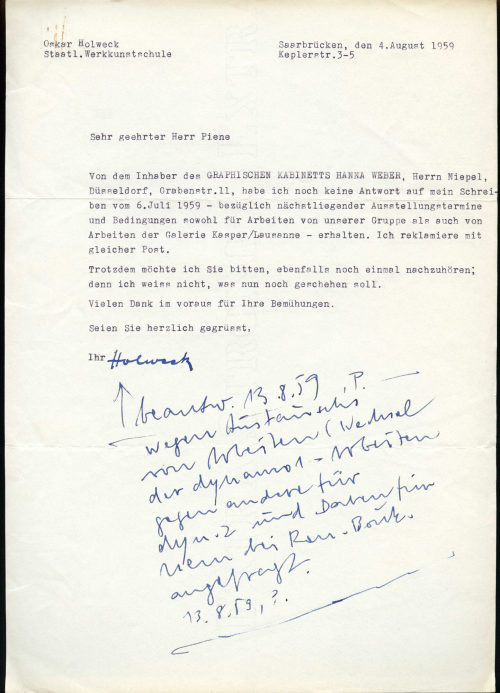 Oskar Holweck
Staatl.Werkkunstschule
Saarbrücken, den 4.August 1959
Keplerstr.3-5
Sehr geehrter Herr Piene
Von dem Inhaber des GRAPHISCHEN KABINETTS HANNA WEBER, Herrn Niepel,
Düsseldorf, Grabenstr.11, habe ich noch keine Antwort auf mein Schrei-
ben vom 6.Juli 1959 - bezüglich nächstliegender Ausstellungstermine
und Bedingungen sowohl für Arbeiten von unserer Gruppe als auch von
Arbeiten der Galerie Kasper/Lausanne - erhalten. Ich reklamiere mit
gleicher Post.
Trotzdem möchte ich Sie bitten, ebenfalls noch einmal nachzuhören;
denn ich weiss nicht, was nun geschehen soll.
Vielen Dank im voraus für Ihre Bemühungen.
Seien Sie herzlich gegrüsst,
Ihr Holweck
beantw. 13.8.59, P.
wegen Austauschs
von Arbeiten (Wechsel
der dynamo 1 - Arbeiten
gegen andere für
dyn. 2 und Daten für
bei Ren.
angefragt.
13.8.59, ?.